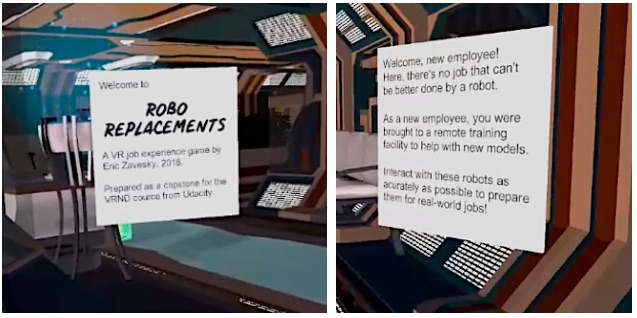 Welcome to
ROBO
REPLACEMENTS
A VR job experience game by
Eric Zavesky, 2018.
Prepared as a capstone for the
VRND cource from Udacity.
Welcome, new employee!
Here, there's no job that can't
be better done by a robot.
As a new employee, you were
brought to a remote training
facility to help with new models.
Interact with these robots as
acurately as possible to prepare
them for real-world jobs!